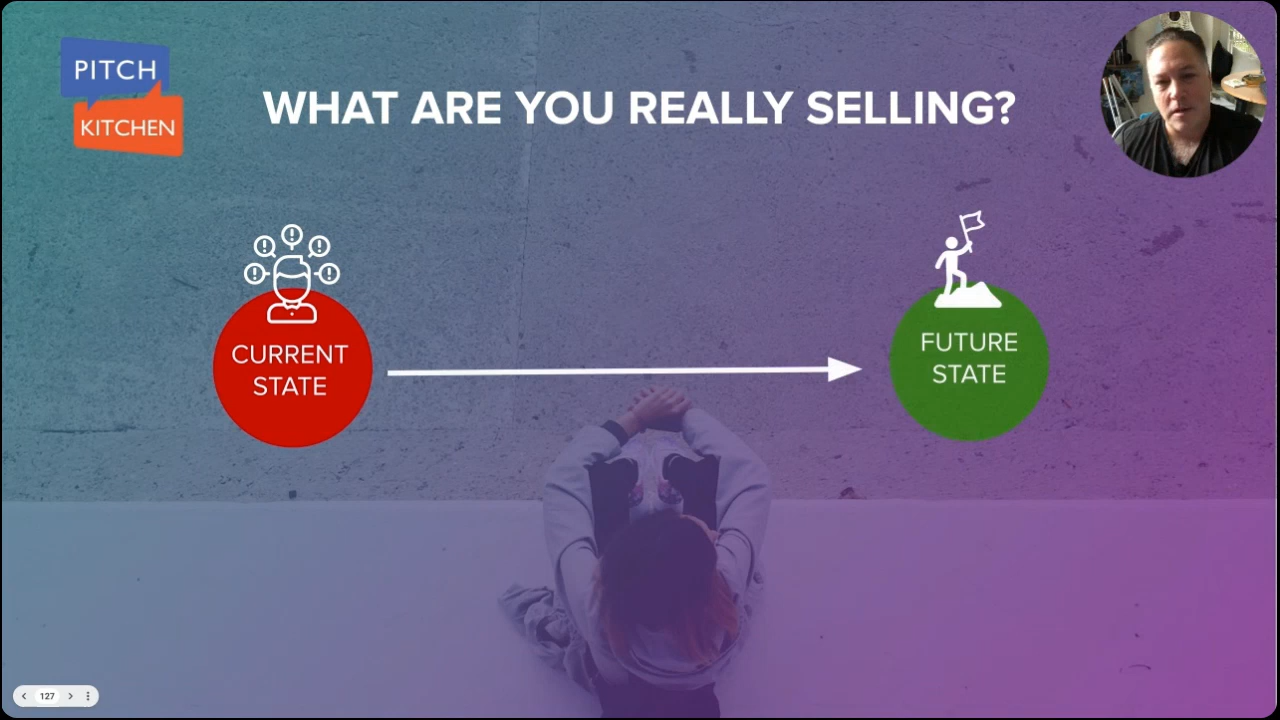 PITCH
KITCHEN
WHAT ARE YOU REALLY SELLING?
CURRENT
STATE
FUTURE
STATE
127